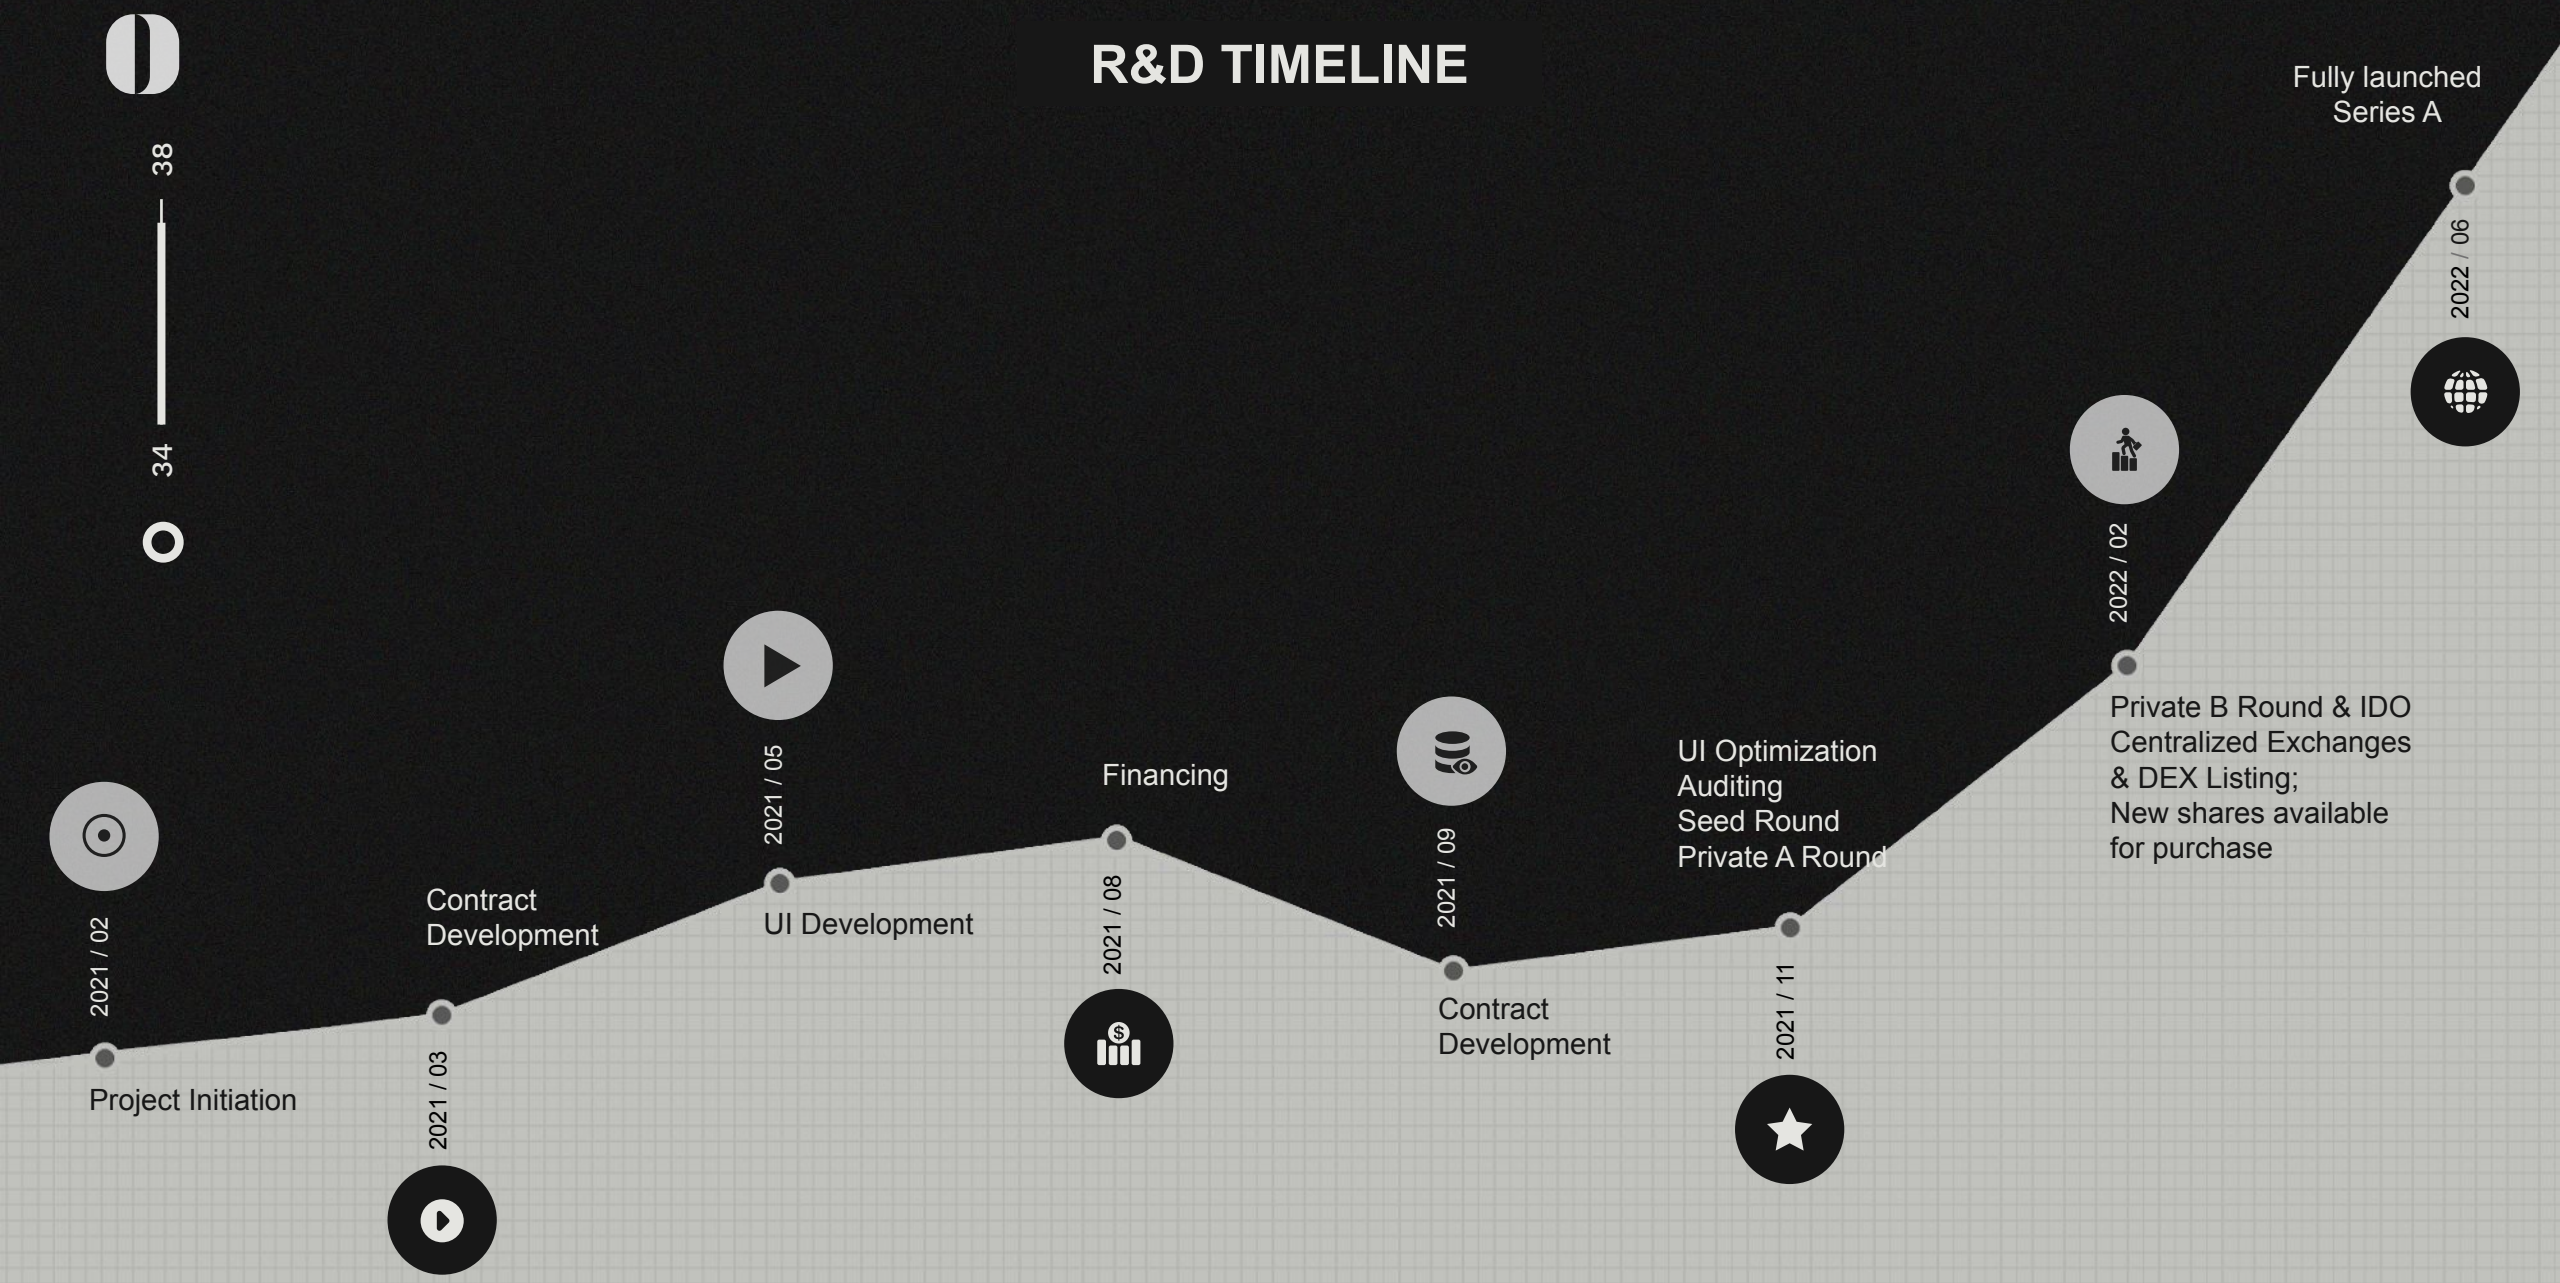 R&D TIMELINE
38
34
2021 / 02
Project Initiation
Contract
Development
2021 / 03
2021 / 05
UI Development
Financing
2021 / 08
$
2021 / 09
Contract
Development
UI Optimization
Auditing
Seed Round
Private A Round
2021 / 11
2022 / 02
Private B Round & IDO
Centralized Exchanges
& DEX Listing;
New shares available
for purchase
Fully launched
Series A
2022 / 06